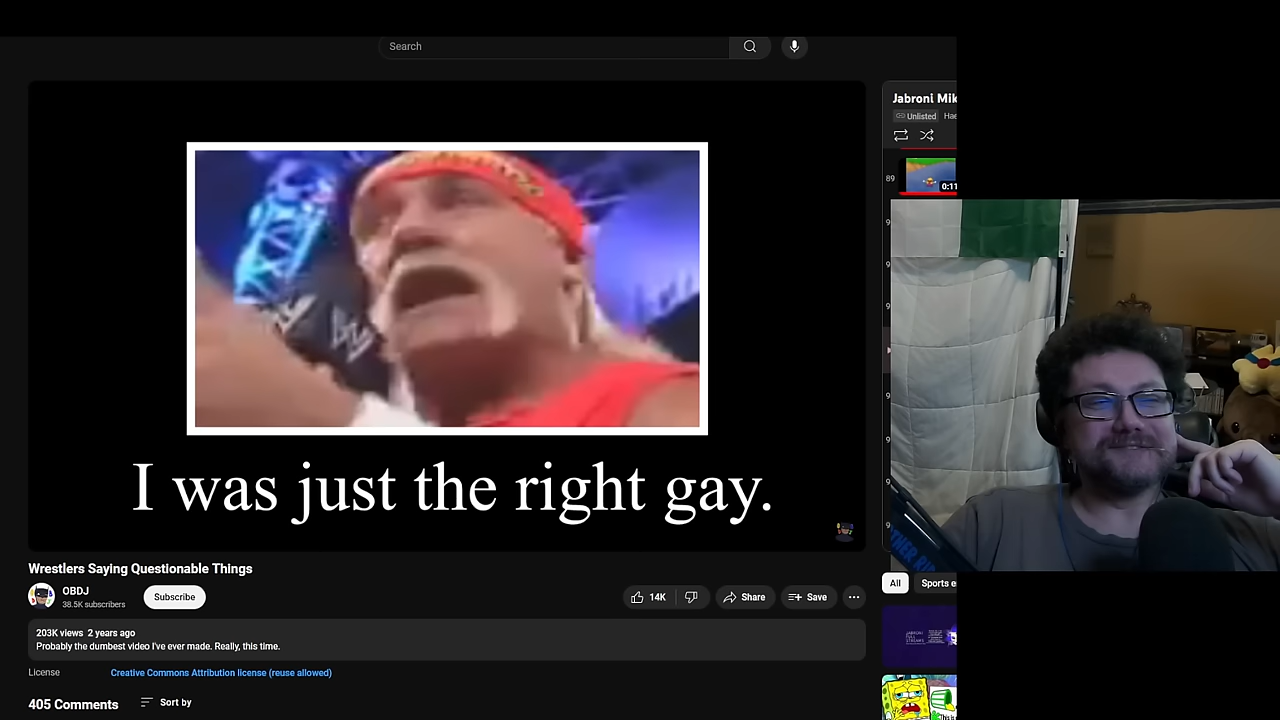 Search
I was just the right gay.
Wrestlers Saying Questionable Things
OBDJ
38.5K subscribers
Subscribe
14K
Share
Save
203K views 2 years ago
Probably the dumbest video I've ever made. Really, this time.
License
Creative Commons Attribution license (reuse allowed)
405 Comments
Sort by
Jabroni Mik
Unlisted
Hae
89
0:11
All
Sports e